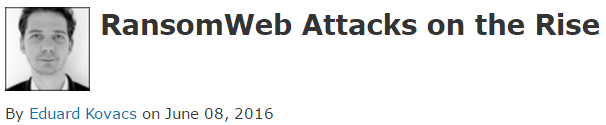 RansomWeb Attacks on the Rise
By Eduard Kovacs on June 08, 2016